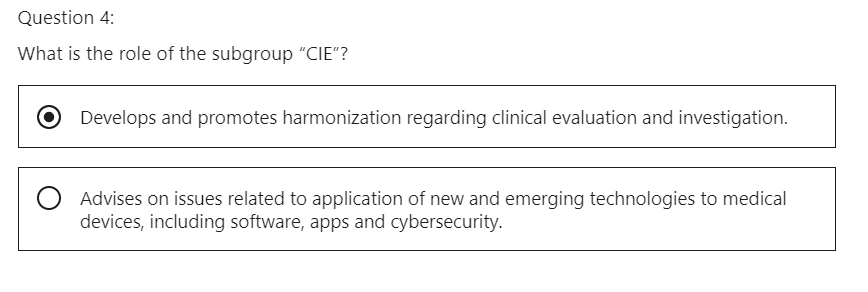 Question 4:
What is the role of the subgroup “CIE”?
Develops and promotes harmonization regarding clinical evaluation and investigation.
Advises on issues related to application of new and emerging technologies to medical
devices, including software, apps and cybersecurity.